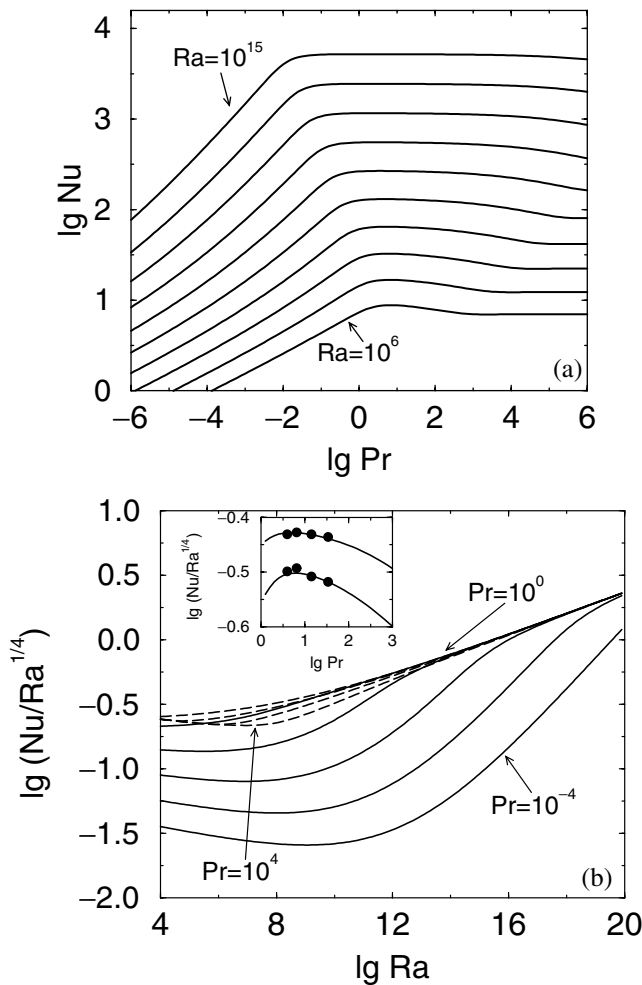 4
3
2
1
0
lg Nu
Ra=10^15
Ra=10^6
(a)
−6 −4 −2 0 2 4 6
lg Pr
1.0
0.5
0.0
−0.5
−1.0
−1.5
−2.0
lg (Nu/Ra^1/4)
−0.4
−0.5
−0.6
lg (Nu/Ra^1/4)
0 1 2 3
lg Pr
Pr=10^0
Pr=10^−4
Pr=10^4
(b)
4 8 12 16 20
lg Ra